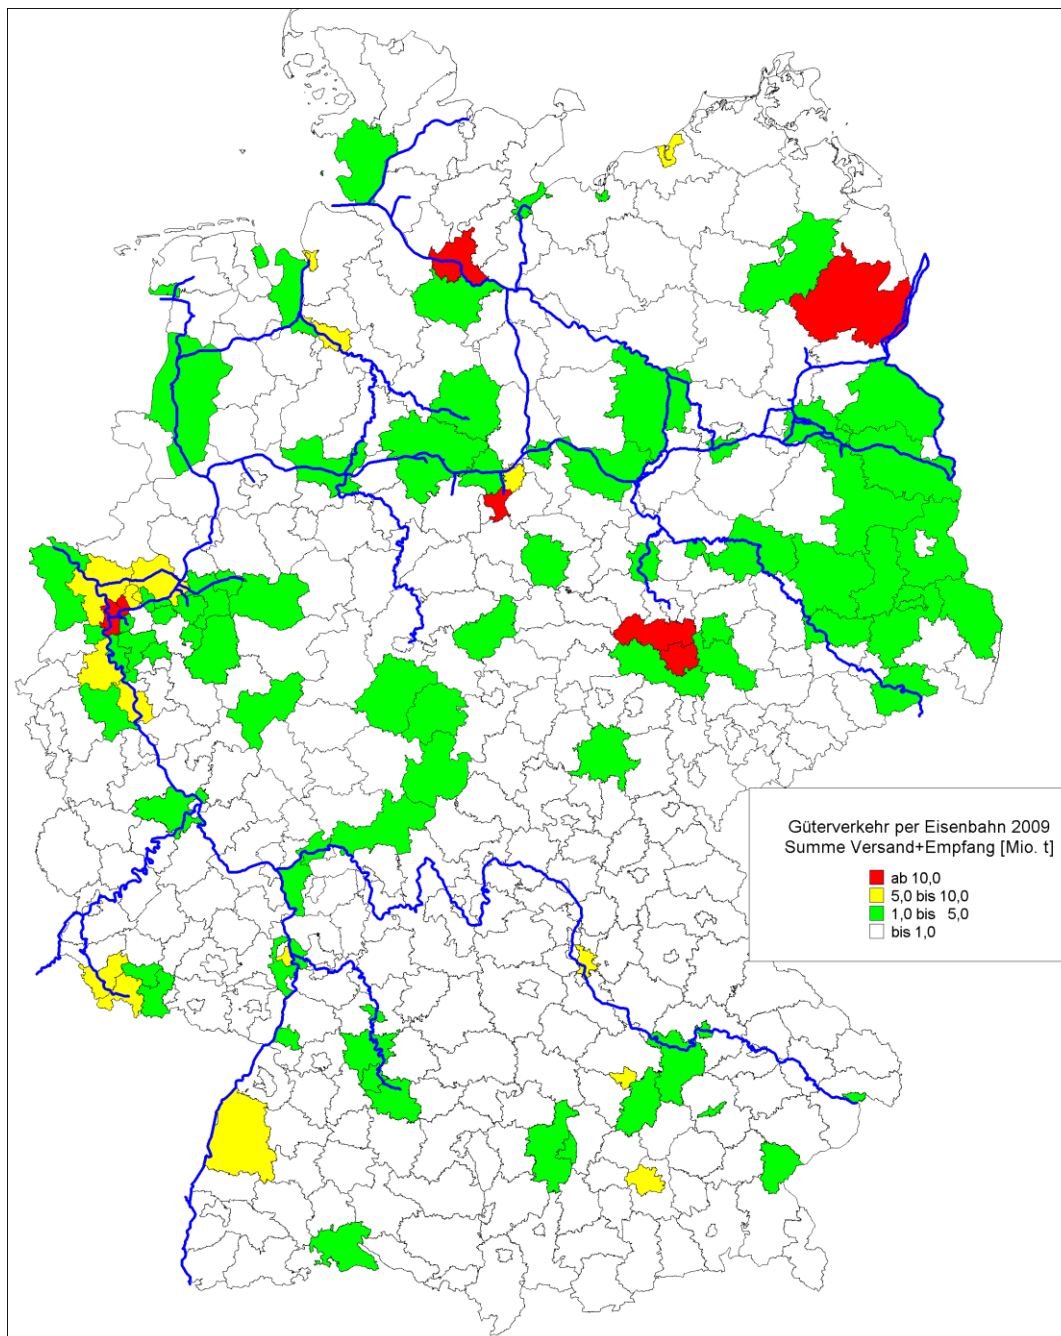 Güterverkehr per Eisenbahn 2009
Summe Versand+Empfang [Mio. t]
ab 10,0
5,0 bis 10,0
1,0 bis 5,0
bis 1,0